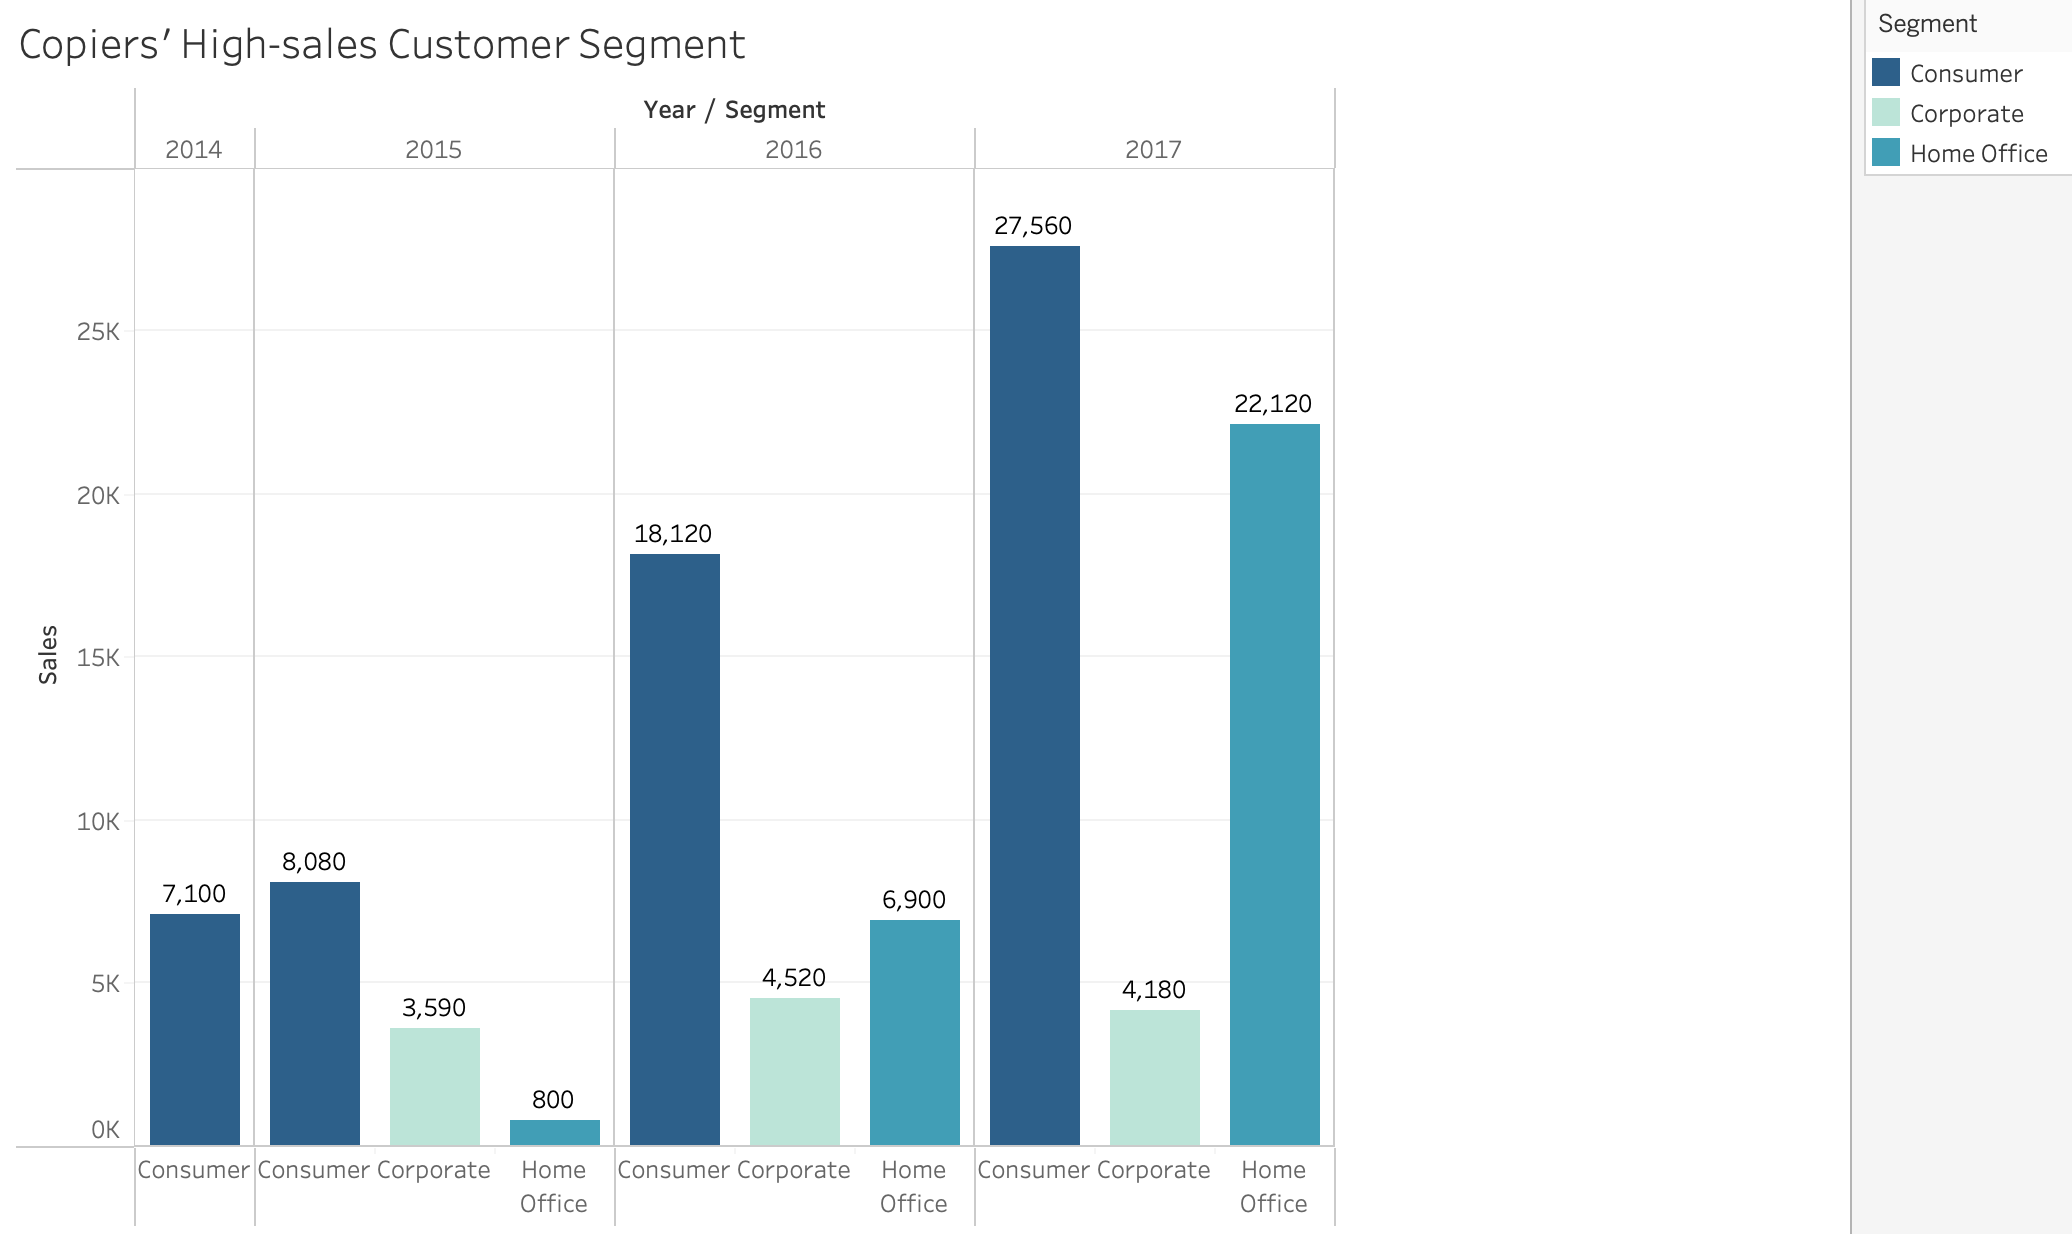 Copiers’ High-sales Customer Segment
Year / Segment
2014 2015 2016 2017
27,560
25K
22,120
20K
18,120
15K
Sales
10K
8,080
7,100
6,900
5K
4,520
4,180
3,590
800
0K
Consumer Consumer Corporate Home Office Consumer Corporate Home Office Consumer Corporate Home Office
Segment
Consumer
Corporate
Home Office